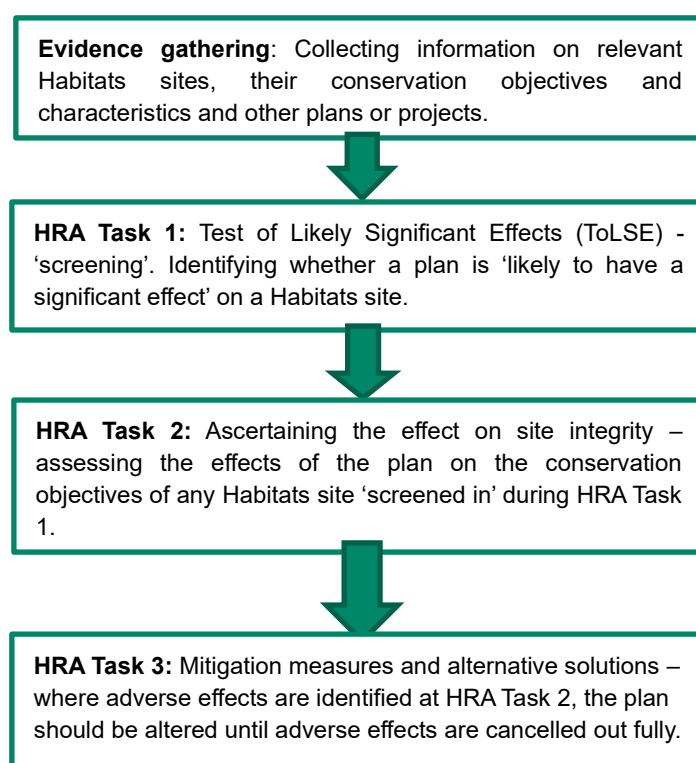 Evidence gathering: Collecting information on relevant
Habitats sites, their conservation objectives and
characteristics and other plans or projects.
HRA Task 1: Test of Likely Significant Effects (ToLSE) -
‘screening’. Identifying whether a plan is ‘likely to have a
significant effect’ on a Habitats site.
HRA Task 2: Ascertaining the effect on site integrity –
assessing the effects of the plan on the conservation
objectives of any Habitats site ‘screened in’ during HRA Task
1.
HRA Task 3: Mitigation measures and alternative solutions –
where adverse effects are identified at HRA Task 2, the plan
should be altered until adverse effects are cancelled out fully.